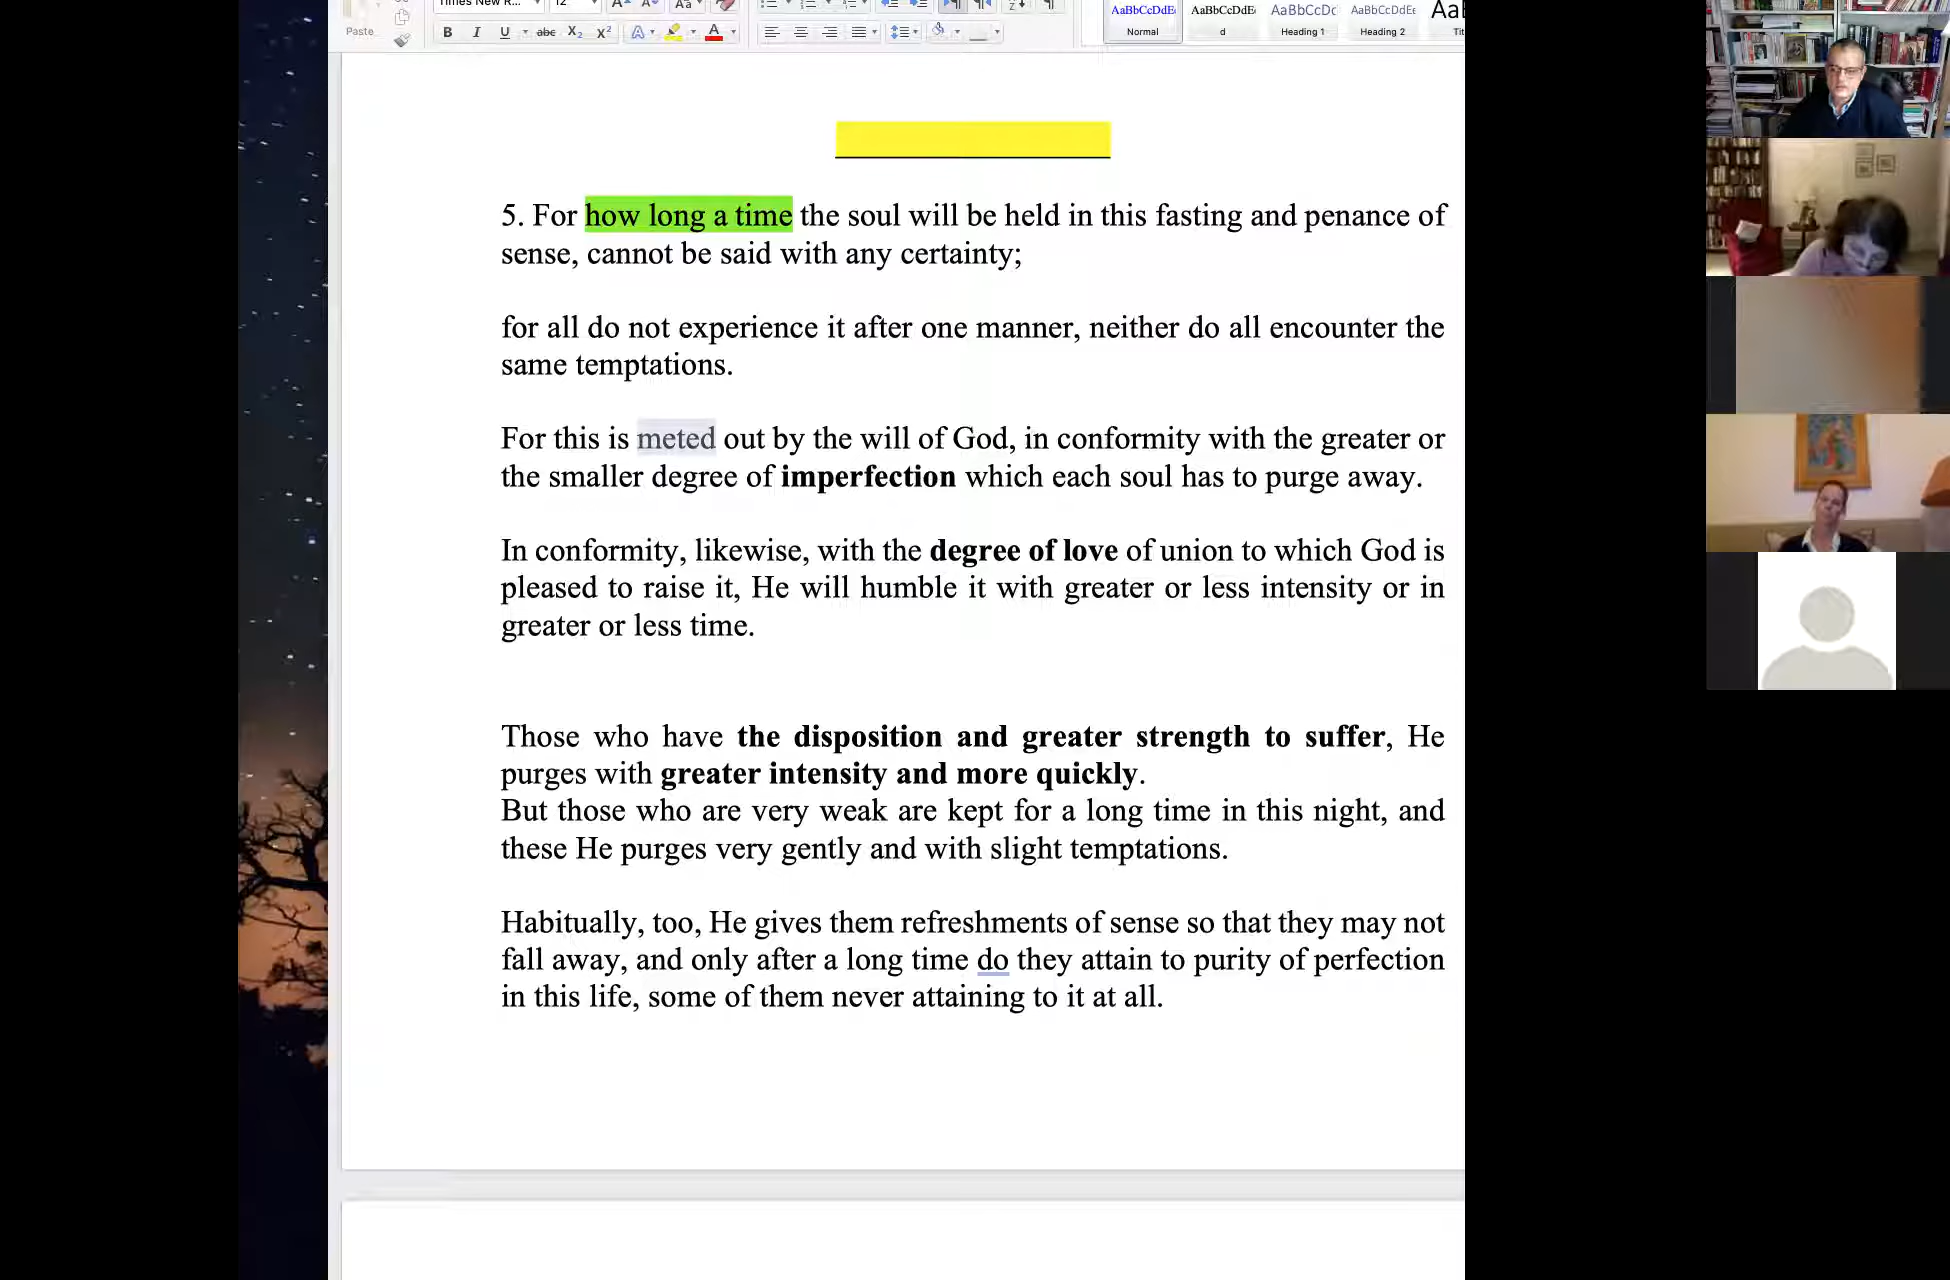 Times New R... 12
Paste
B I U abc X2 X2 A A
AaBbCcDdE AaBbCcDdE AaBbCcDc AaBbCcDdEe
Normal d Heading 1 Heading 2
5. For how long a time the soul will be held in this fasting and penance of
sense, cannot be said with any certainty;
for all do not experience it after one manner, neither do all encounter the
same temptations.
For this is meted out by the will of God, in conformity with the greater or
the smaller degree of imperfection which each soul has to purge away.
In conformity, likewise, with the degree of love of union to which God is
pleased to raise it, He will humble it with greater or less intensity or in
greater or less time.
Those who have the disposition and greater strength to suffer, He
purges with greater intensity and more quickly.
But those who are very weak are kept for a long time in this night, and
these He purges very gently and with slight temptations.
Habitually, too, He gives them refreshments of sense so that they may not
fall away, and only after a long time do they attain to purity of perfection
in this life, some of them never attaining to it at all.